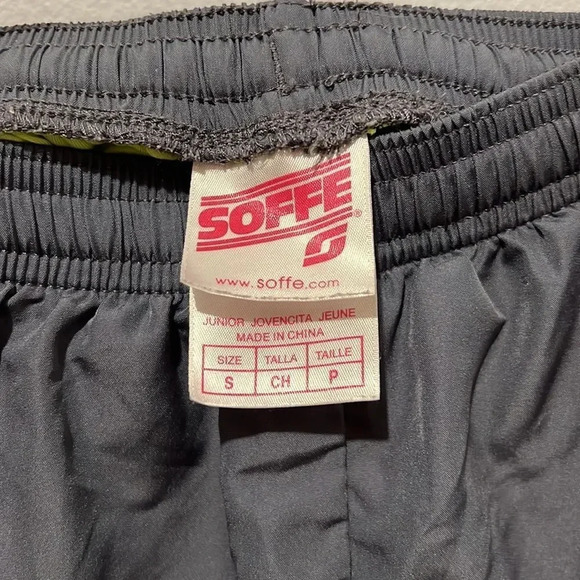 SOFFE®
www.soffe.com
JUNIOR JOVENCITA JEUNE
MADE IN CHINA
SIZE TALLA TAILLE
S CH P